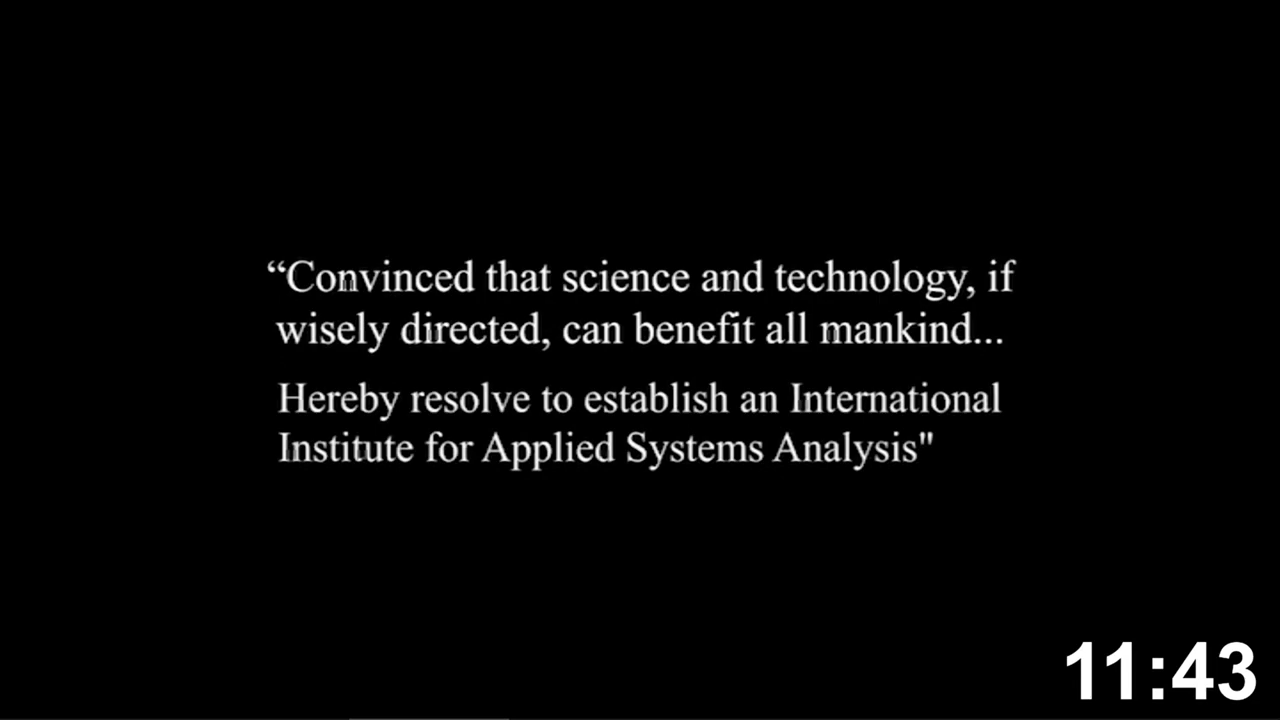 “Convinced that science and technology, if
wisely directed, can benefit all mankind...
Hereby resolve to establish an International
Institute for Applied Systems Analysis"
11:43